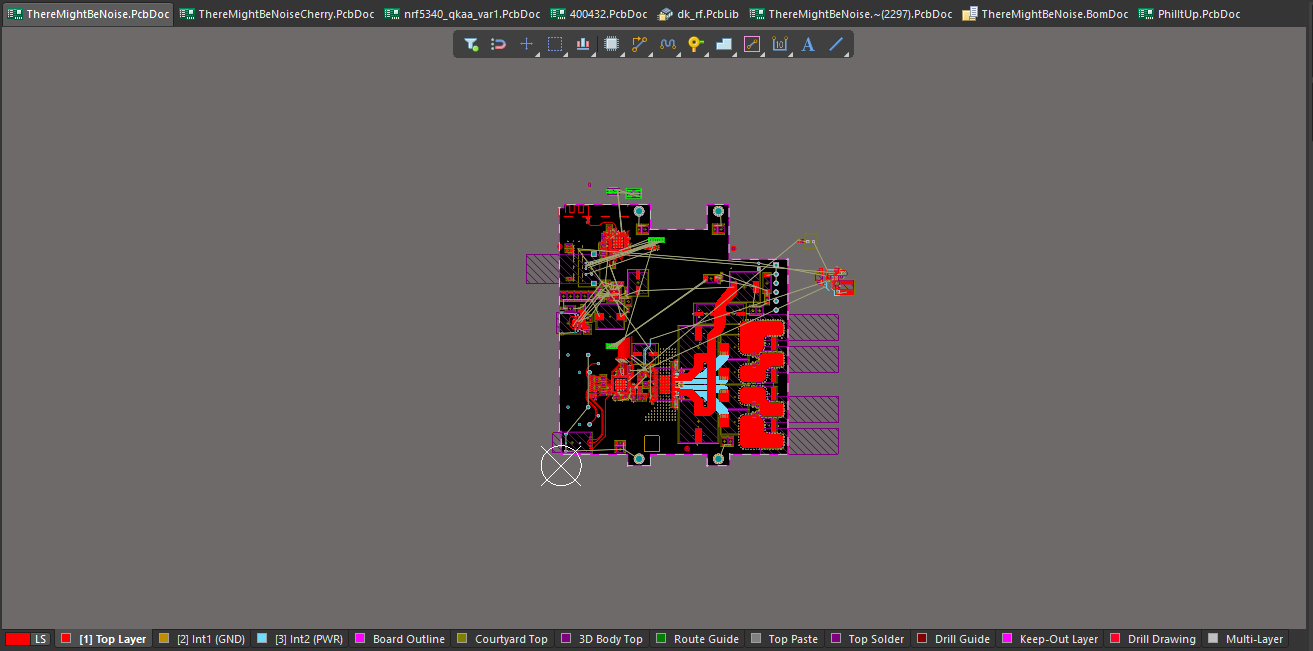 ThereMightBeNoise.PcbDoc ThereMightBeNoiseCherry.PcbDoc nrf5340_qkaa_var1.PcbDoc 400432.PcbDoc dk_rf.PcbLib ThereMightBeNoise.~(2297).PcbDoc ThereMightBeNoise.BomDoc PhilltUp.PcbDoc
10 A
LS [1] Top Layer [2] Int1 (GND) [3] Int2 (PWR) Board Outline Courtyard Top 3D Body Top Route Guide Top Paste Top Solder Drill Guide Keep-Out Layer Drill Drawing Multi-Layer